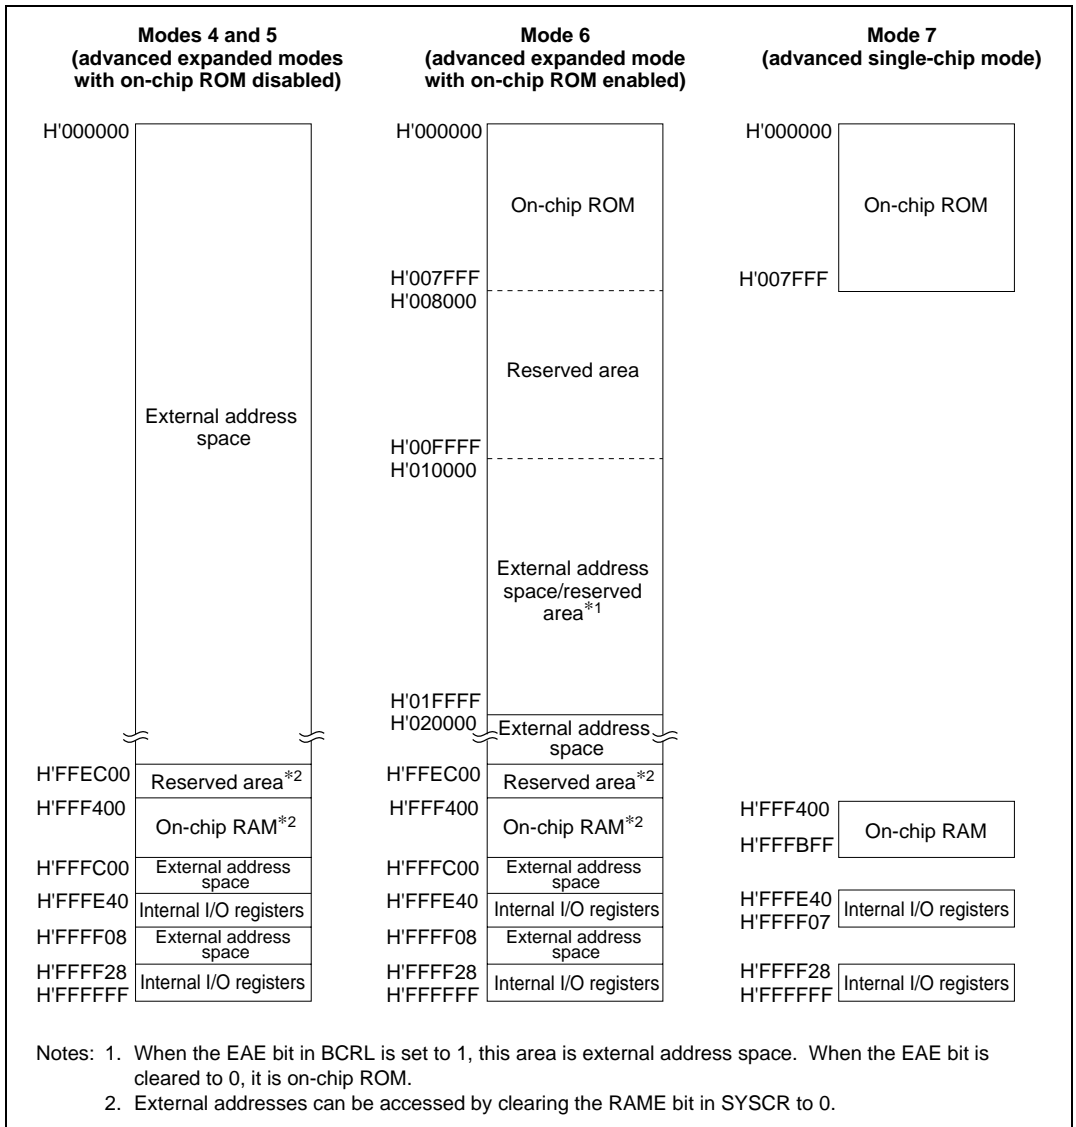 Modes 4 and 5
(advanced expanded modes
with on-chip ROM disabled)
H'000000
External address
space
H'FFEC00
Reserved area*2
H'FFF400
On-chip RAM*2
H'FFFC00
External address
space
H'FFFE40
Internal I/O registers
H'FFFF08
External address
space
H'FFFF28
Internal I/O registers
H'FFFFFF
Mode 6
(advanced expanded mode
with on-chip ROM enabled)
H'000000
On-chip ROM
H'007FFF
H'008000
Reserved area
H'00FFFF
H'010000
External address
space/reserved
area*1
H'01FFFF
H'020000
External address
space
H'FFEC00
Reserved area*2
H'FFF400
On-chip RAM*2
H'FFFC00
External address
space
H'FFFE40
Internal I/O registers
H'FFFF08
External address
space
H'FFFF28
Internal I/O registers
H'FFFFFF
Mode 7
(advanced single-chip mode)
H'000000
On-chip ROM
H'007FFF
H'FFF400
On-chip RAM
H'FFFBFF
H'FFFE40
Internal I/O registers
H'FFFF07
H'FFFF28
Internal I/O registers
H'FFFFFF
Notes: 1. When the EAE bit in BCRL is set to 1, this area is external address space. When the EAE bit is
cleared to 0, it is on-chip ROM.
2. External addresses can be accessed by clearing the RAME bit in SYSCR to 0.